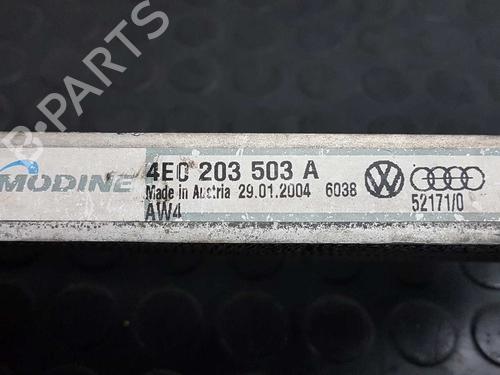 B-PARTS
MODINE
4E0 203 503 A
Made in Austria 29.01.2004 6038
AW4
52171/0